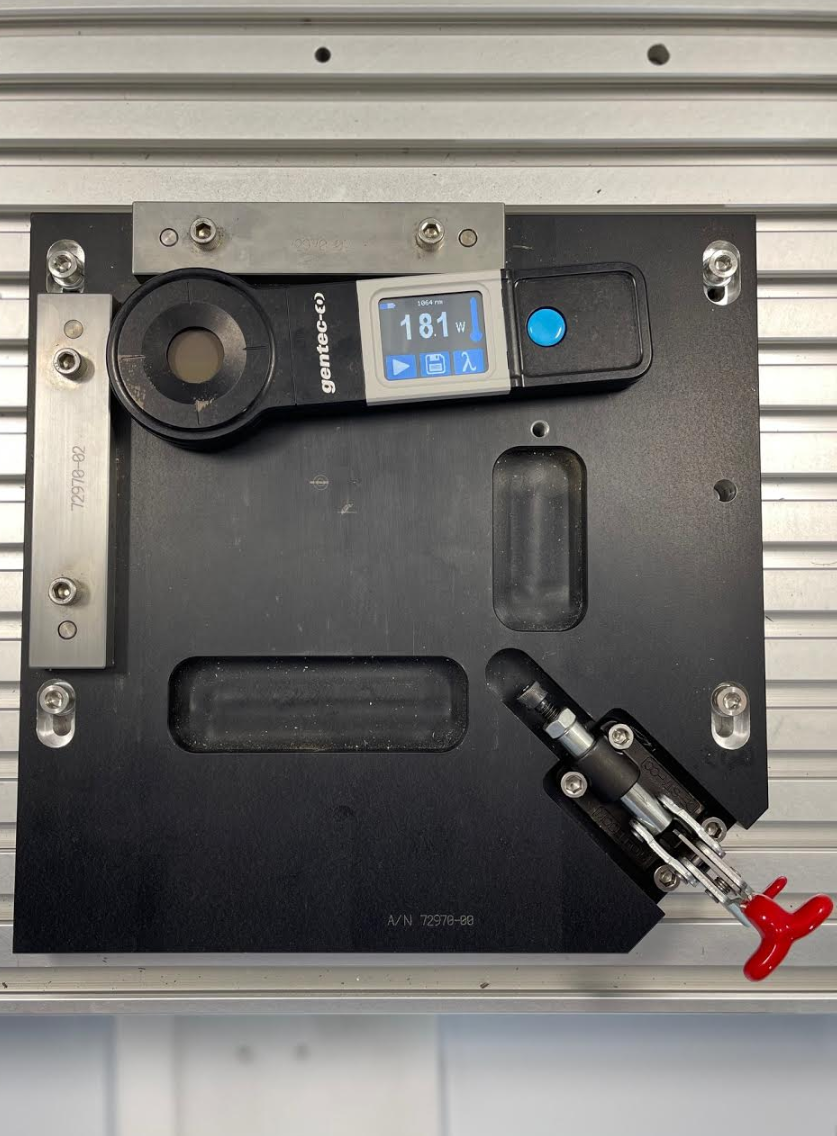 1064 nm
18.1 W
λ
gentec-EO
72970-02
A/N 72970-00